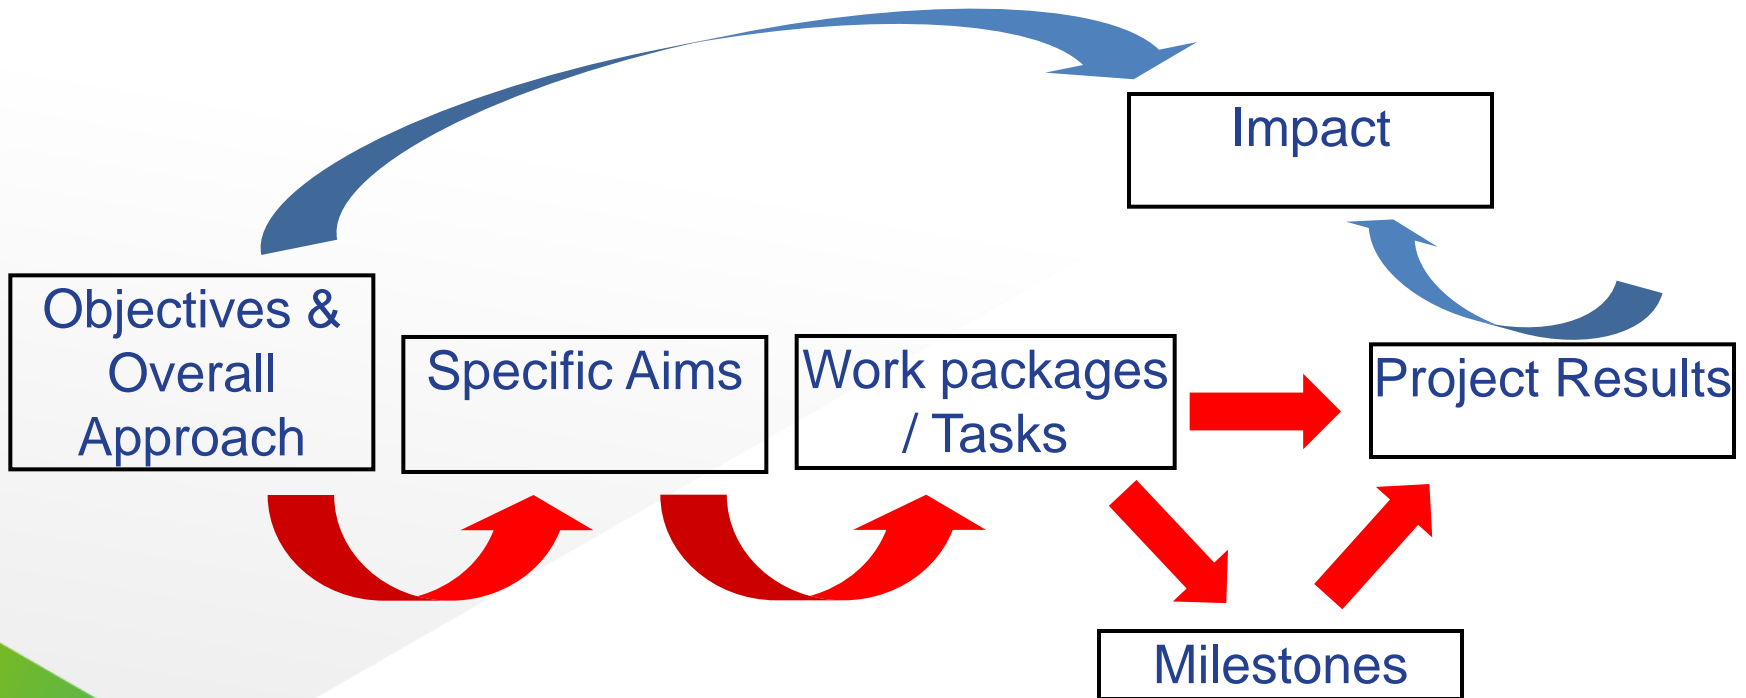 Impact
Objectives &
Overall
Approach
Specific Aims
Work packages
/ Tasks
Project Results
Milestones